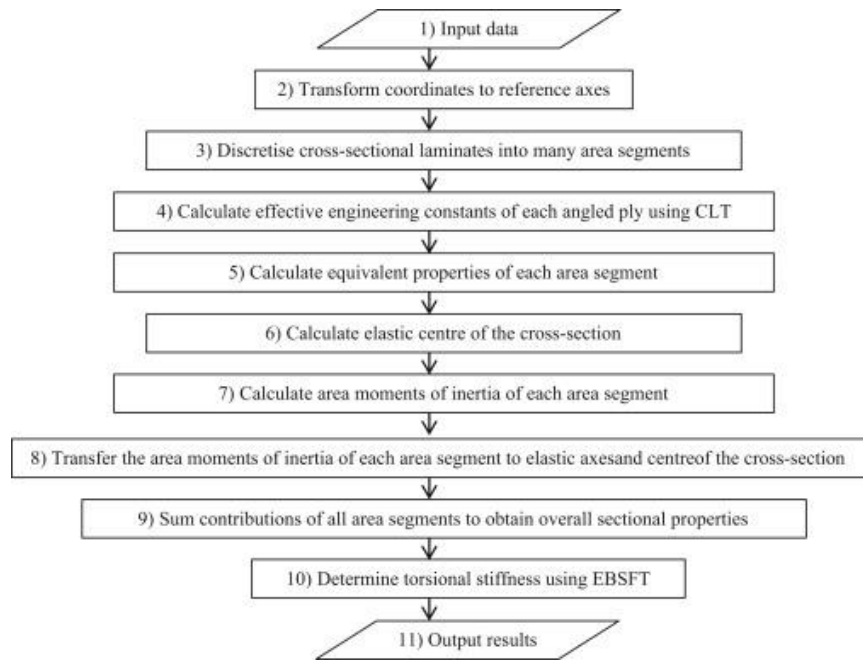 1) Input data
2) Transform coordinates to reference axes
3) Discretise cross-sectional laminates into many area segments
4) Calculate effective engineering constants of each angled ply using CLT
5) Calculate equivalent properties of each area segment
6) Calculate elastic centre of the cross-section
7) Calculate area moments of inertia of each area segment
8) Transfer the area moments of inertia of each area segment to elastic axesand centreof the cross-section
9) Sum contributions of all area segments to obtain overall sectional properties
10) Determine torsional stiffness using EBSFT
11) Output results